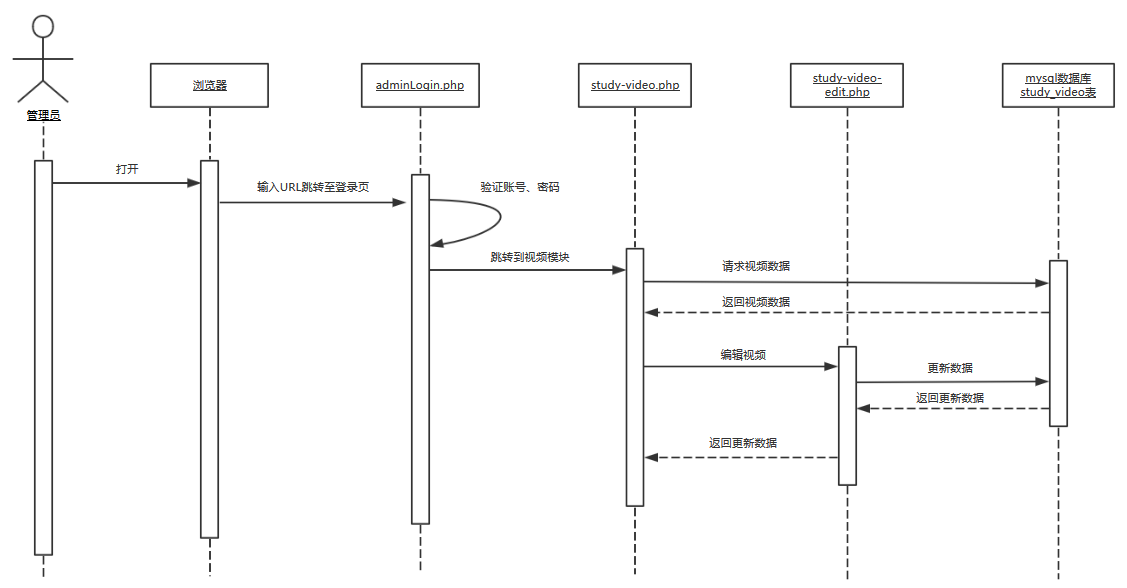 管理员
浏览器
adminLogin.php
study-video.php
study-video-
edit.php
mysql数据库
study_video表
打开
输入URL跳转至登录页
验证账号、密码
跳转到视频模块
请求视频数据
返回视频数据
编辑视频
更新数据
返回更新数据
返回更新数据